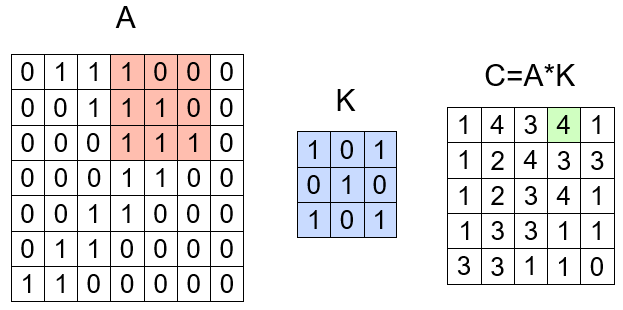 A
0 1 1 1 0 0 0
0 0 1 1 1 0 0
0 0 0 1 1 1 0
0 0 0 1 1 0 0
0 0 1 1 0 0 0
0 1 1 0 0 0 0
1 1 0 0 0 0 0
K
1 0 1
0 1 0
1 0 1
C=A*K
1 4 3 4 1
1 2 4 3 3
1 2 3 4 1
1 3 3 1 1
3 3 1 1 0